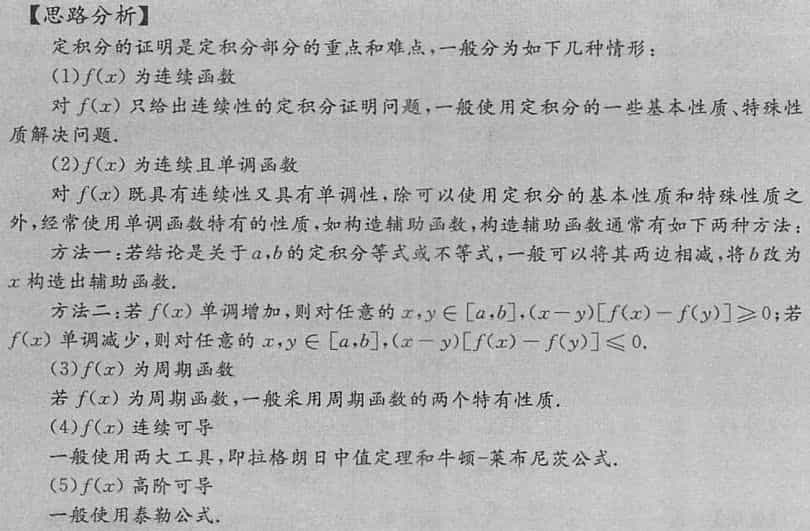 【思路分析】
定积分的证明是定积分部分的重点和难点,一般分为如下几种情形:
(1)f(x)为连续函数
对 f(x)只给出连续性的定积分证明问题,一般使用定积分的一些基本性质、特殊性
质解决问题.
(2)f(x)为连续且单调函数
对 f(x)既具有连续性又具有单调性,除可以使用定积分的基本性质和特殊性质之
外,经常使用单调函数特有的性质,如构造辅助函数,构造辅助函数通常有如下两种方法:
方法一:若结论是关于a,b的定积分等式或不等式,一般可以将其两边相减,将b改为
x构造出辅助函数.
方法二:若 f(x)单调增加,则对任意的 x,y∈[a,b],(x-y)[f(x)-f(y)]≥0;若
f(x)单调减少,则对任意的 x,y∈[a,b],(x-y)[f(x)-f(y)]≤0.
(3)f(x)为周期函数
若 f(x)为周期函数,一般采用周期函数的两个特有性质.
(4)f(x)连续可导
一般使用两大工具,即拉格朗日中值定理和牛顿-莱布尼茨公式.
(5)f(x)高阶可导
一般使用泰勒公式.